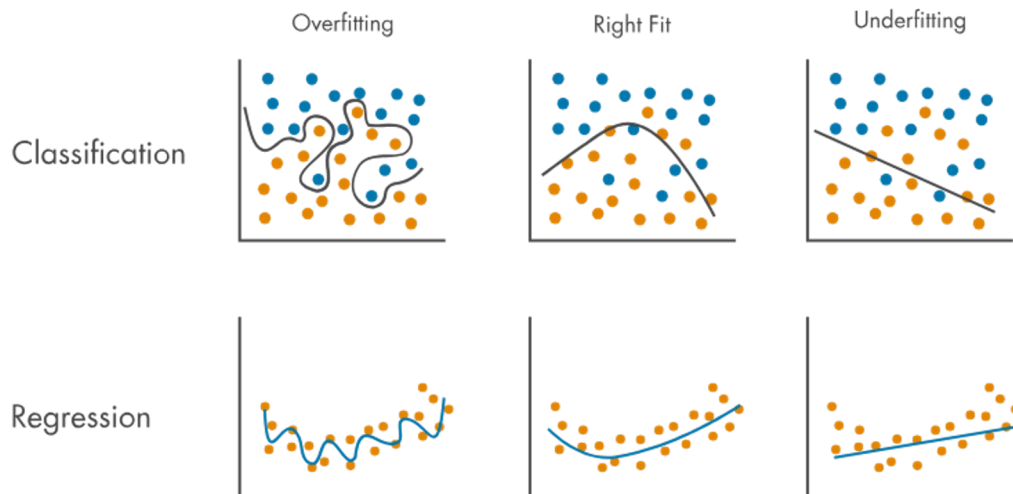 Overfitting
Right Fit
Underfitting
Classification
Regression